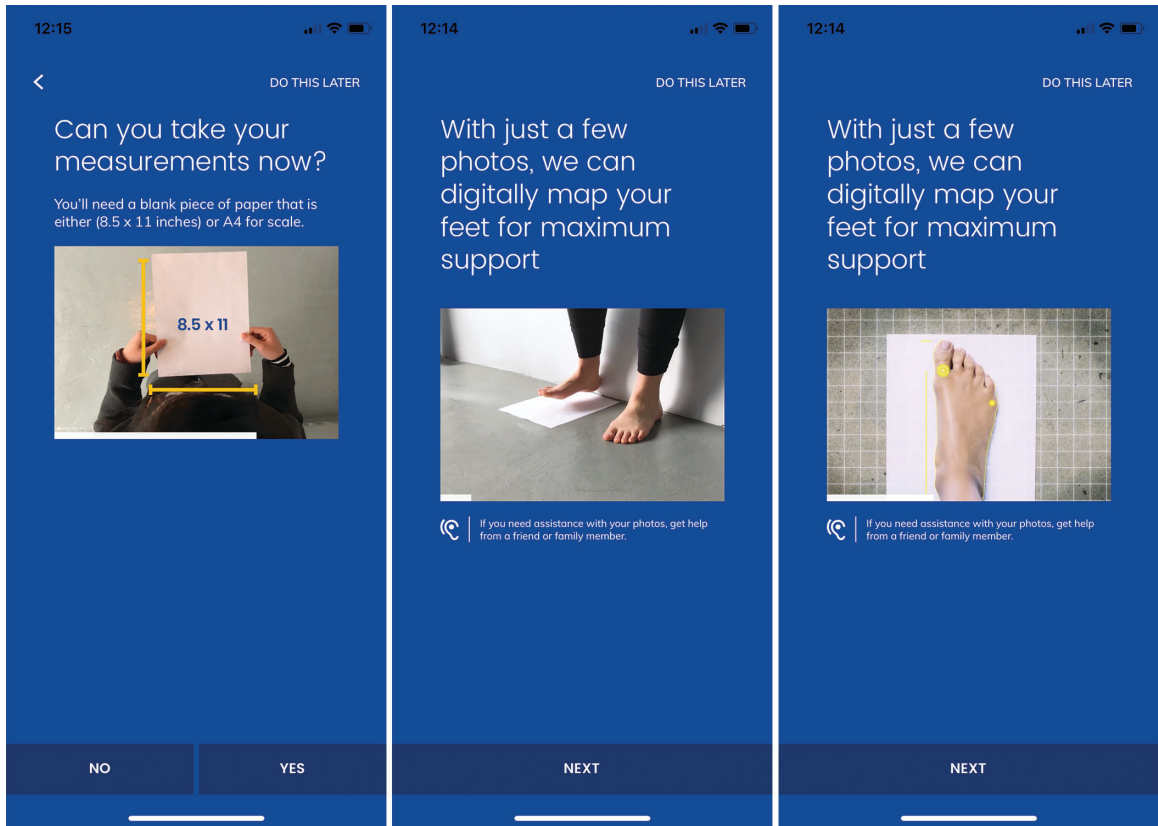 12:15
DO THIS LATER
Can you take your
measurements now?
You'll need a blank piece of paper that is
either (8.5 x 11 inches) or A4 for scale.
8.5 x 11
NO
YES
12:14
DO THIS LATER
With just a few
photos, we can
digitally map your
feet for maximum
support
If you need assistance with your photos, get help
from a friend or family member.
NEXT
12:14
DO THIS LATER
With just a few
photos, we can
digitally map your
feet for maximum
support
If you need assistance with your photos, get help
from a friend or family member.
NEXT